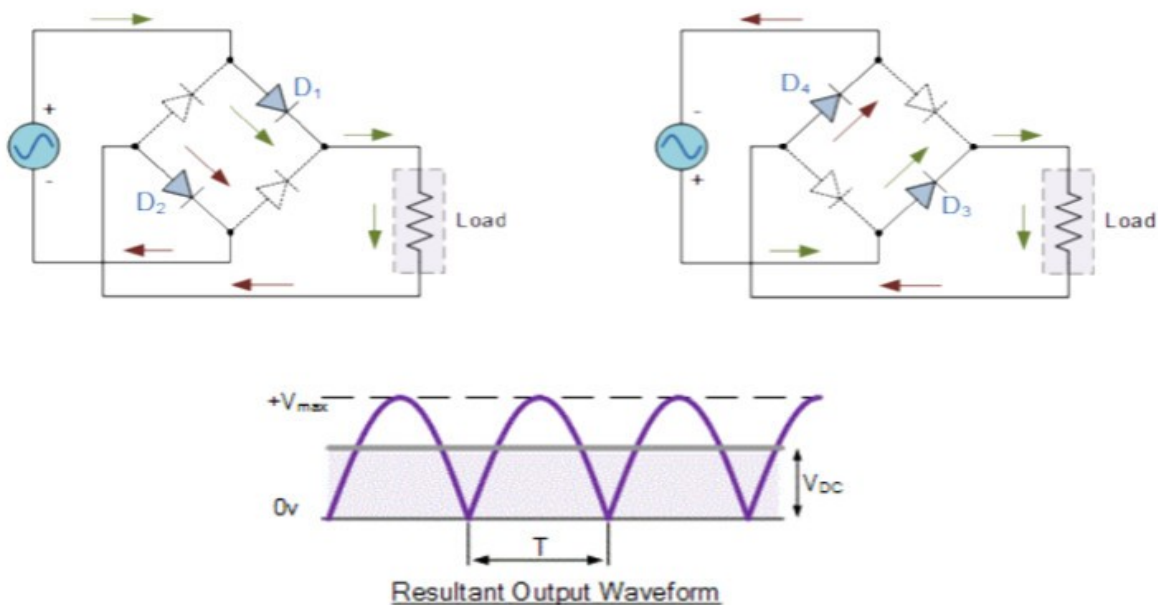 D₁
+
-
D₂
Load
D₄
-
+
D₃
Load
+Vmax
0v
VDC
T
Resultant Output Waveform